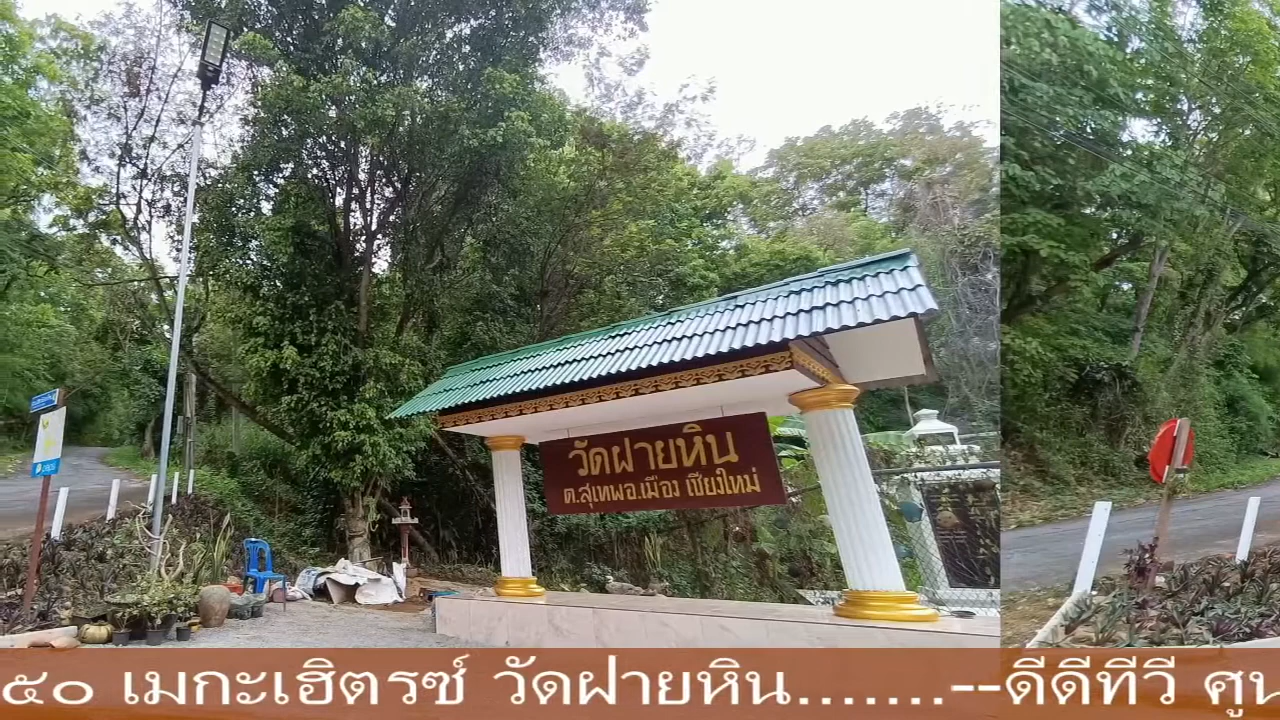 วัดฝายหิน
ต.สุเทพอ.เมือง เชียงใหม่
pepsi
๕๐ เมกะเฮิตรซ์ วัดฝายหิน.......--ดีดีทีวี ศูน